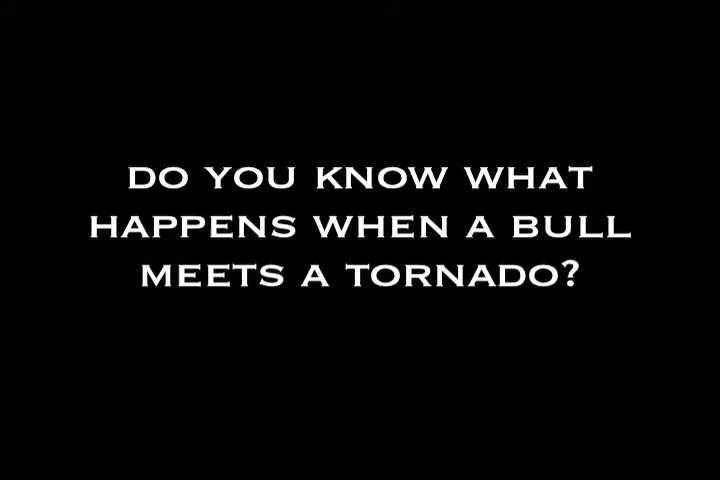 DO YOU KNOW WHAT
HAPPENS WHEN A BULL
MEETS A TORNADO?